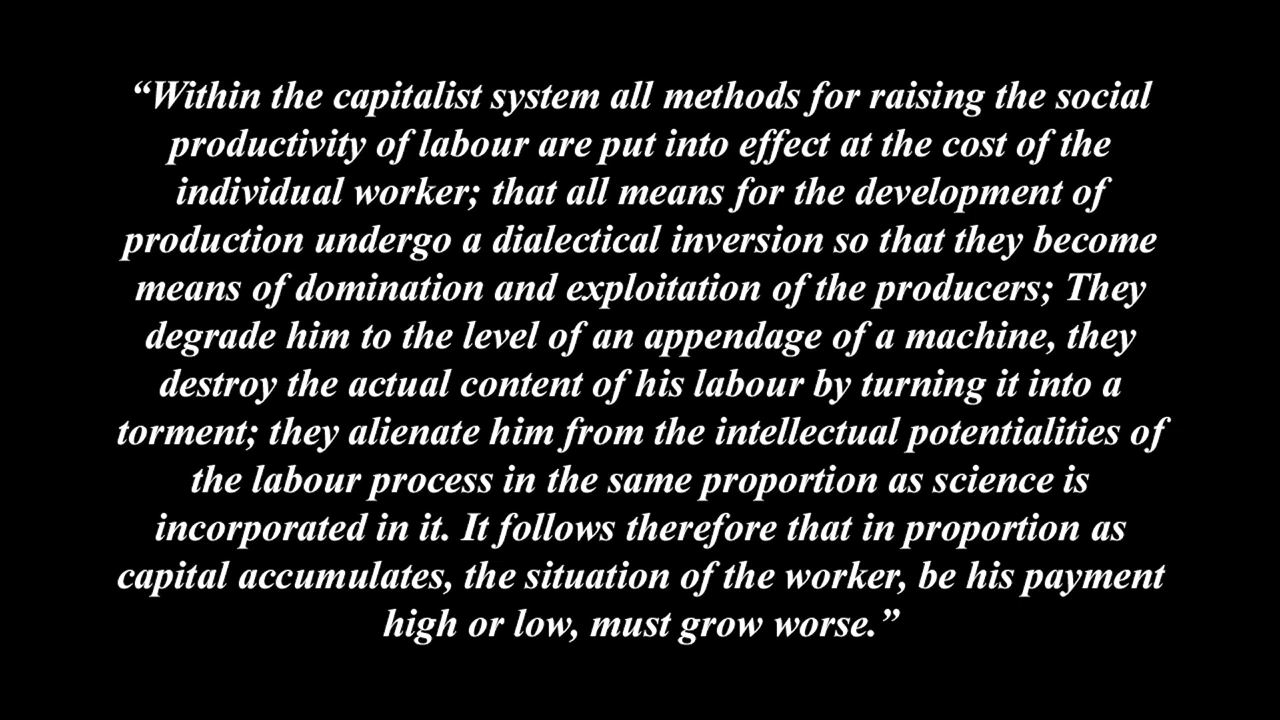 “Within the capitalist system all methods for raising the social
productivity of labour are put into effect at the cost of the
individual worker; that all means for the development of
production undergo a dialectical inversion so that they become
means of domination and exploitation of the producers; They
degrade him to the level of an appendage of a machine, they
destroy the actual content of his labour by turning it into a
torment; they alienate him from the intellectual potentialities of
the labour process in the same proportion as science is
incorporated in it. It follows therefore that in proportion as
capital accumulates, the situation of the worker, be his payment
high or low, must grow worse.”